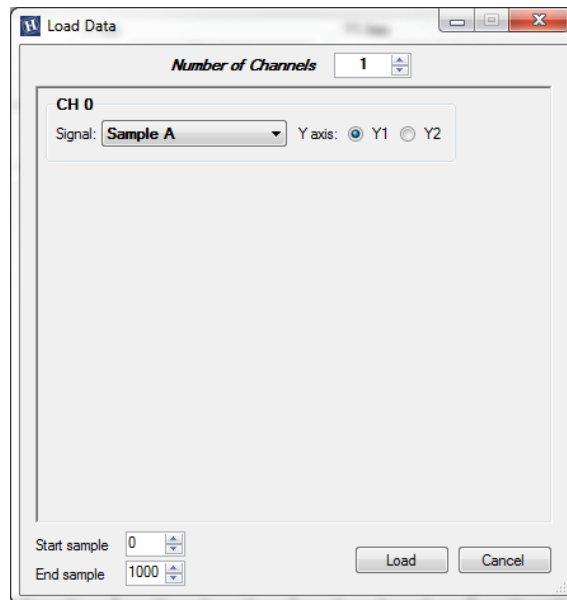 H Load Data
Number of Channels 1
CH 0
Signal: Sample A Y axis: Y1 Y2
Start sample 0
End sample 1000
Load Cancel